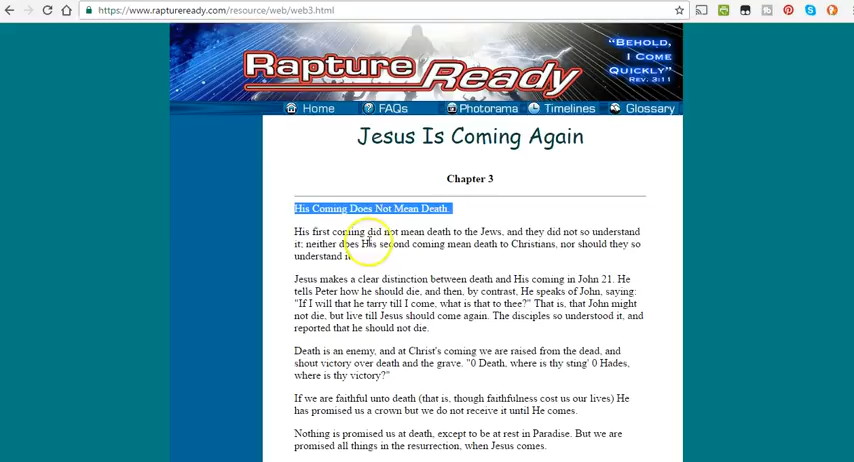 https://www.raptureready.com/resource/web/web3.html
"BEHOLD,
I COME
QUICKLY"
REV. 3:11
Rapture Ready
Home FAQs Photorama Timelines Glossary
Jesus Is Coming Again
Chapter 3
His Coming Does Not Mean Death.
His first coming did not mean death to the Jews, and they did not so understand
it; neither does His second coming mean death to Christians, nor should they so
understand it.
Jesus makes a clear distinction between death and His coming in John 21. He
tells Peter how he should die, and then, by contrast, He speaks of John, saying:
"If I will that he tarry till I come, what is that to thee?" That is, that John might
not die, but live till Jesus should come again. The disciples so understood it, and
reported that he should not die.
Death is an enemy, and at Christ's coming we are raised from the dead, and
shout victory over death and the grave. "0 Death, where is thy sting' 0 Hades,
where is thy victory?"
If we are faithful unto death (that is, though faithfulness cost us our lives) He
has promised us a crown but we do not receive it until He comes.
Nothing is promised us at death, except to be at rest in Paradise. But we are
promised all things in the resurrection, when Jesus comes.